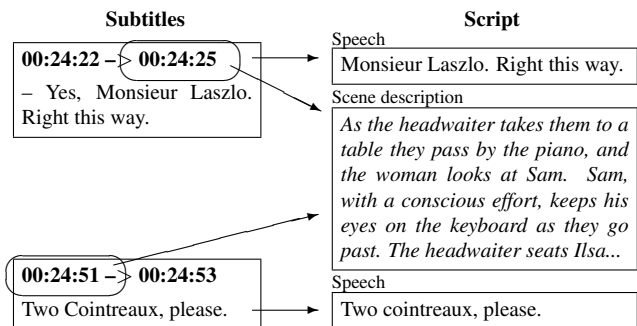 Subtitles
00:24:22 –> 00:24:25
– Yes, Monsieur Laszlo.
Right this way.
00:24:51 –> 00:24:53
Two Cointreaux, please.
Script
Speech
Monsieur Laszlo. Right this way.
Scene description
As the headwaiter takes them to a
table they pass by the piano, and
the woman looks at Sam. Sam,
with a conscious effort, keeps his
eyes on the keyboard as they go
past. The headwaiter seats Ilsa...
Speech
Two cointreaux, please.